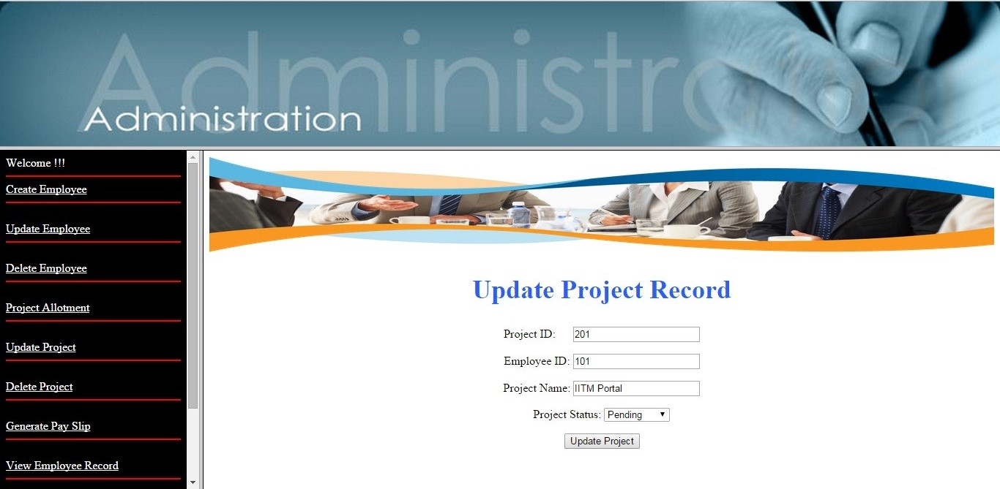 Administra
Administration
Welcome !!!
Create Employee
Update Employee
Delete Employee
Project Allotment
Update Project
Delete Project
Generate Pay Slip
View Employee Record
Update Project Record
Project ID: 201
Employee ID: 101
Project Name: IITM Portal
Project Status: Pending
Update Project